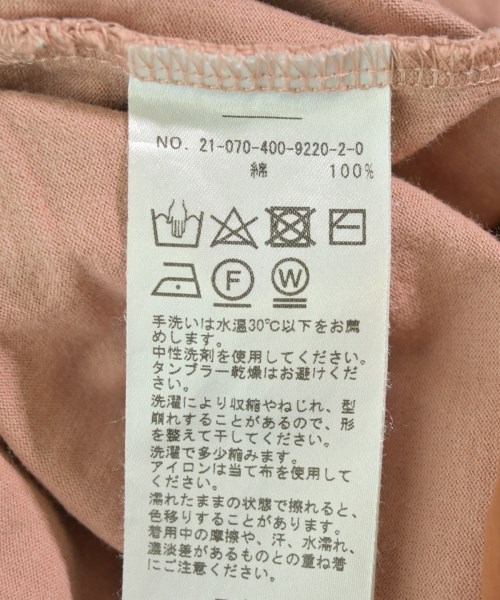 NO. 21-070-400-9220-2-0
綿 100%
F W
手洗いは水温30℃以下をお薦
めします。
中性洗剤を使用してください。
タンブラー乾燥はお避けくだ
さい。
洗濯により収縮やねじれ、型
崩れすることがあるので、形
を整えて干してください。
洗濯で多少縮みます。
アイロンは当て布を使用して
ください。
濡れたままの状態で擦れると、
色移りすることがあります。
着用中の摩擦や、汗、水濡れ、
濃淡差があるものとの重ね着
にご注意ください。